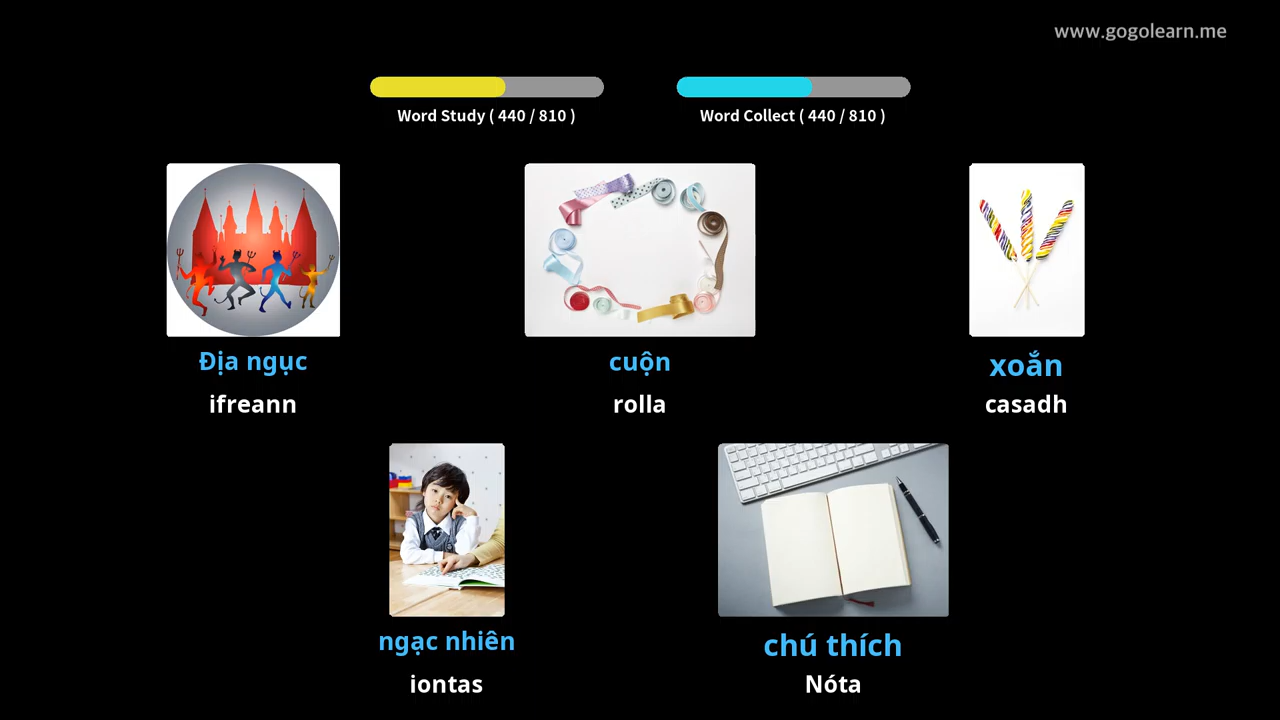 www.gogolearn.me
Word Study ( 440 / 810 )
Word Collect ( 440 / 810 )
Địa ngục
ifreann
cuộn
rolla
xoắn
casadh
ngạc nhiên
iontas
chú thích
Nóta